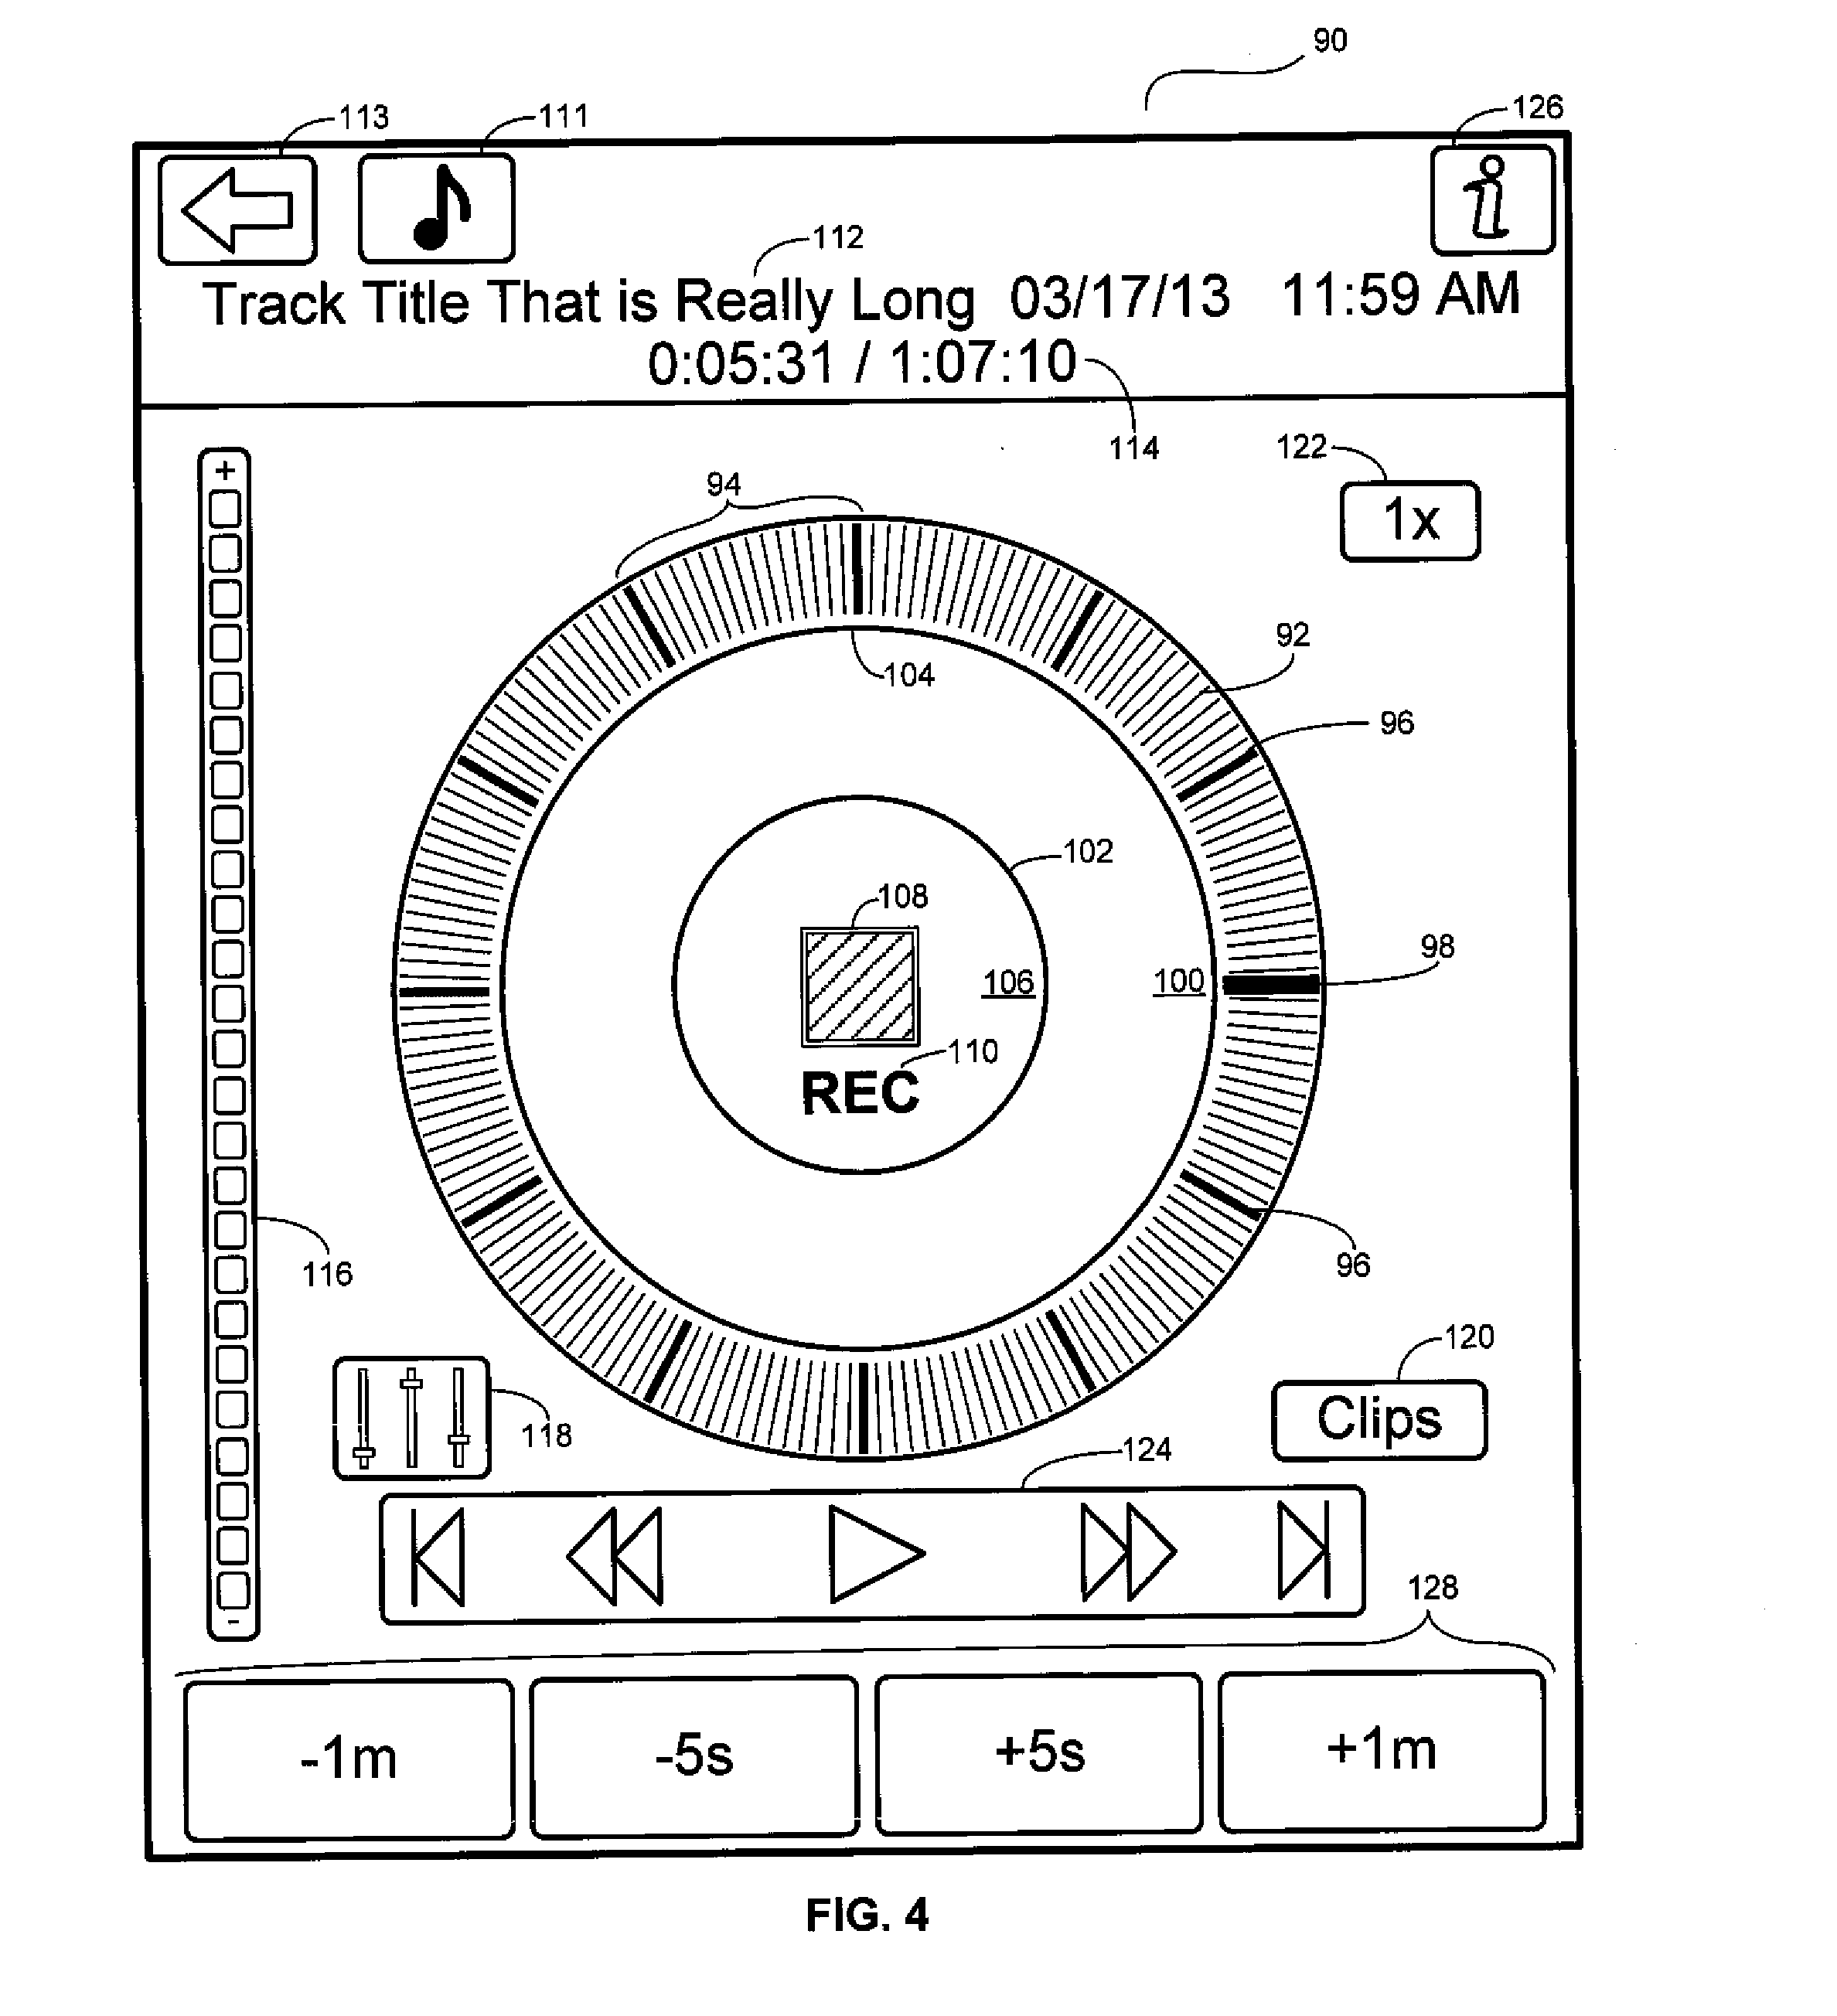 90
113
111
126
112
Track Title That is Really Long 03/17/13 11:59 AM
0:05:31 / 1:07:10
114
122
1x
+
94
92
104
96
102
108
98
106
100
110
REC
96
116
120
Clips
118
124
128
-
-1m
-5s
+5s
+1m
FIG. 4